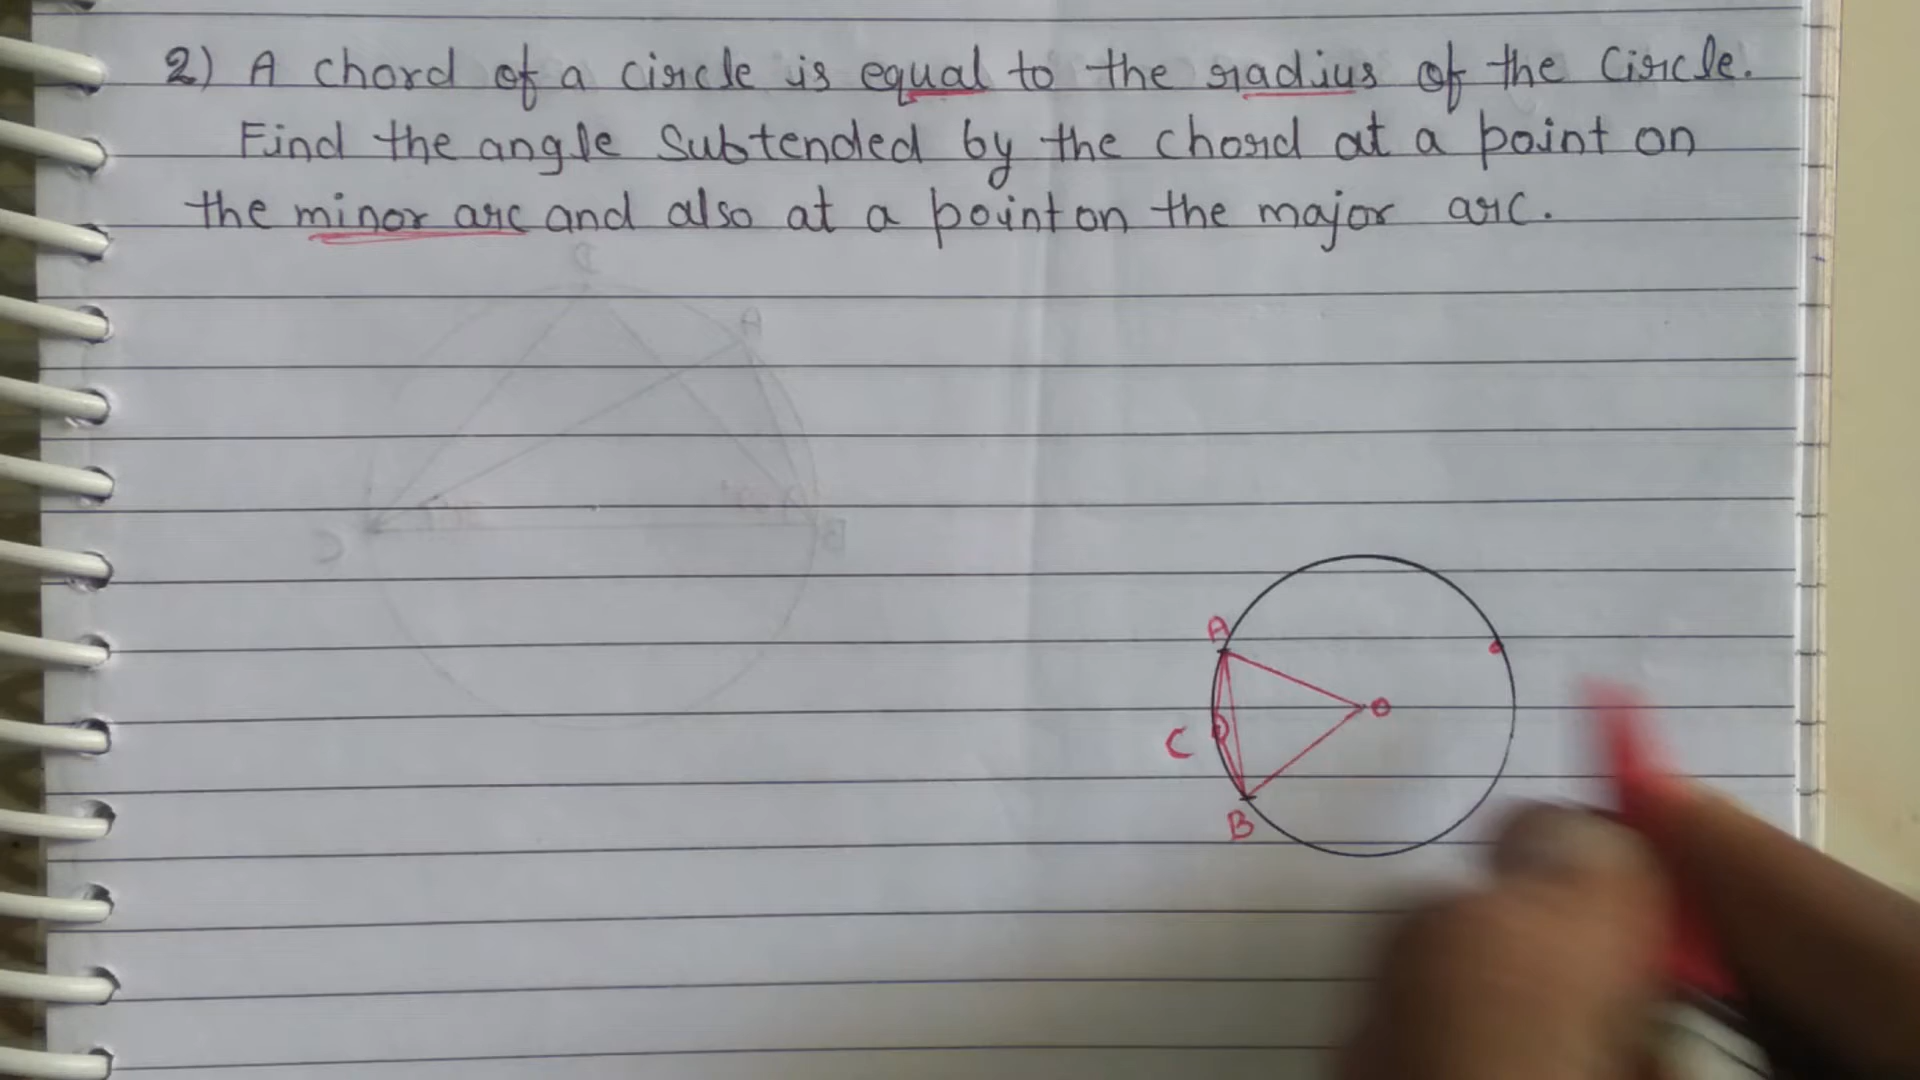 2) A chord of a circle is equal to the radius of the Circle.
Find the angle Subtended by the chord at a point on
the minor arc and also at a point on the major arc.
D
A
C
B
A
O
C
B